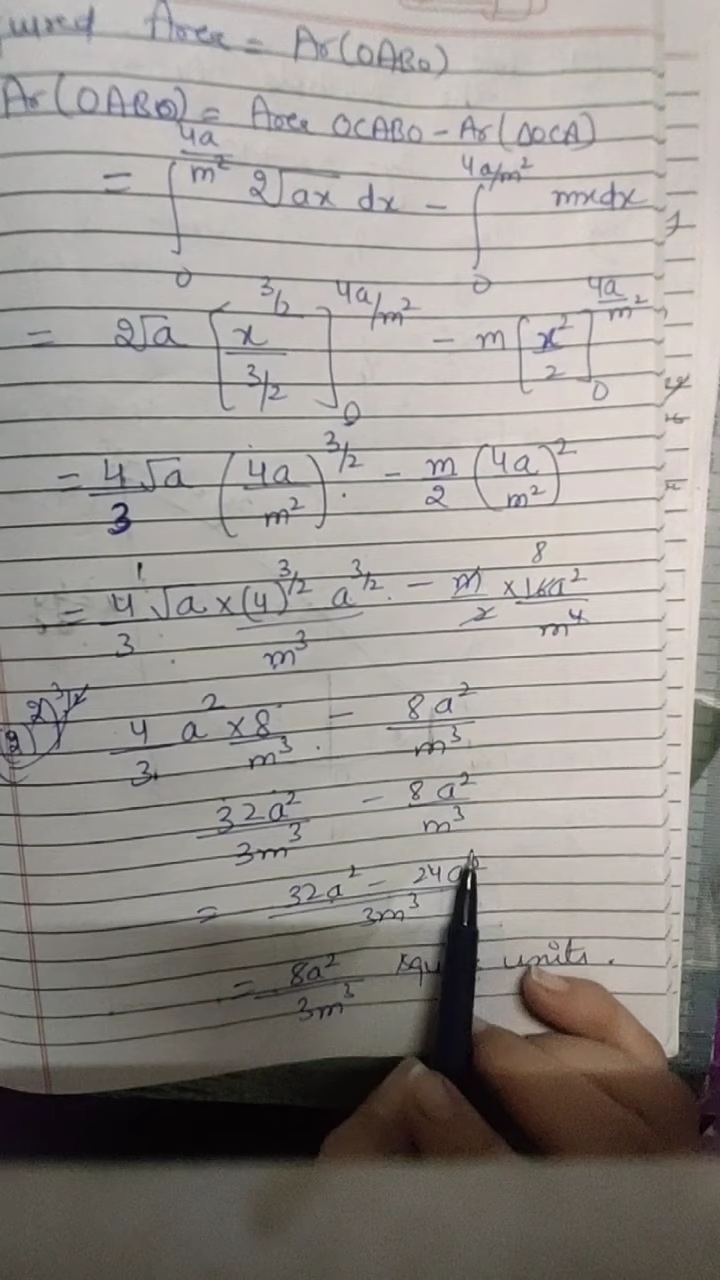 Area = Ar(OABO)
Ar(OABO) = Area OCABO - Ar(△OCA)
= ∫₀^{4a/m²} 2√ax dx - ∫₀^{4a/m²} mx dx
= 2√a [x^{3/2} / 3/2]₀^{4a/m²} - m[x²/2]₀^{4a/m²}
= 4/3 √a (4a/m²)^{3/2} - m/2 (4a/m²)²
= 4/3 √a × (4)^{3/2} a^{3/2} / m³ - m/2 × 16a²/m⁴ 8
4/3 a² × 8/m³ - 8a²/m³
32a²/3m³ - 8a²/m³
= 32a² - 24a²/3m³
= 8a²/3m³ units.